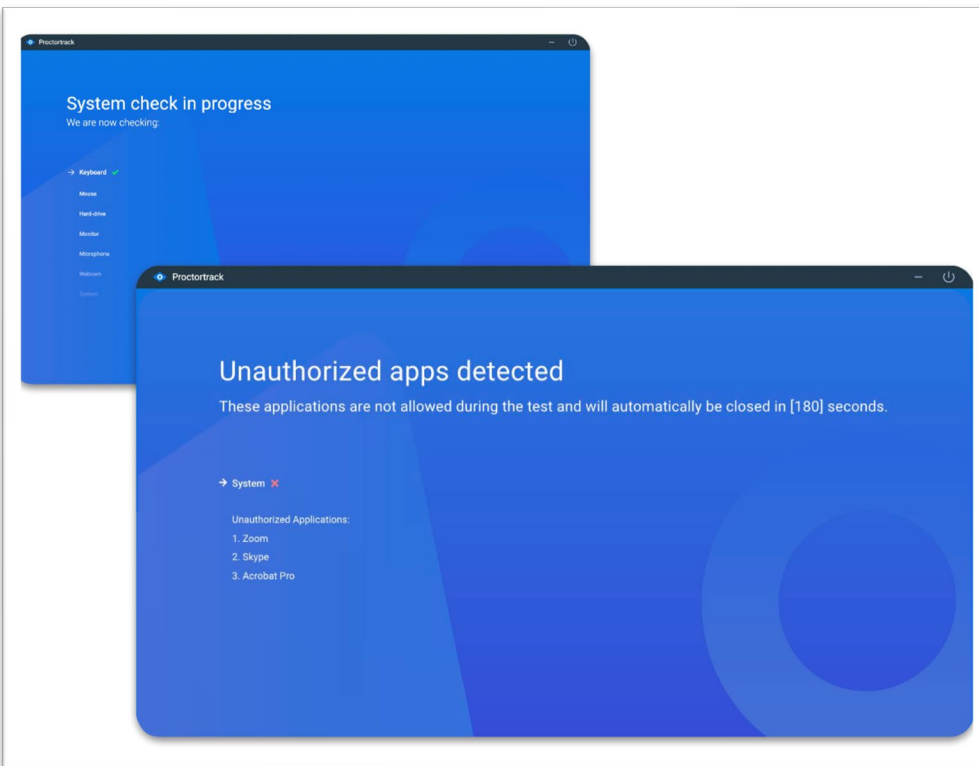 Proctortrack
System check in progress
We are now checking:
Keyboard
Mouse
Hard-drive
Monitor
Microphone
Webcam
System
Proctortrack
Unauthorized apps detected
These applications are not allowed during the test and will automatically be closed in [180] seconds.
System
Unauthorized Applications:
1. Zoom
2. Skype
3. Acrobat Pro